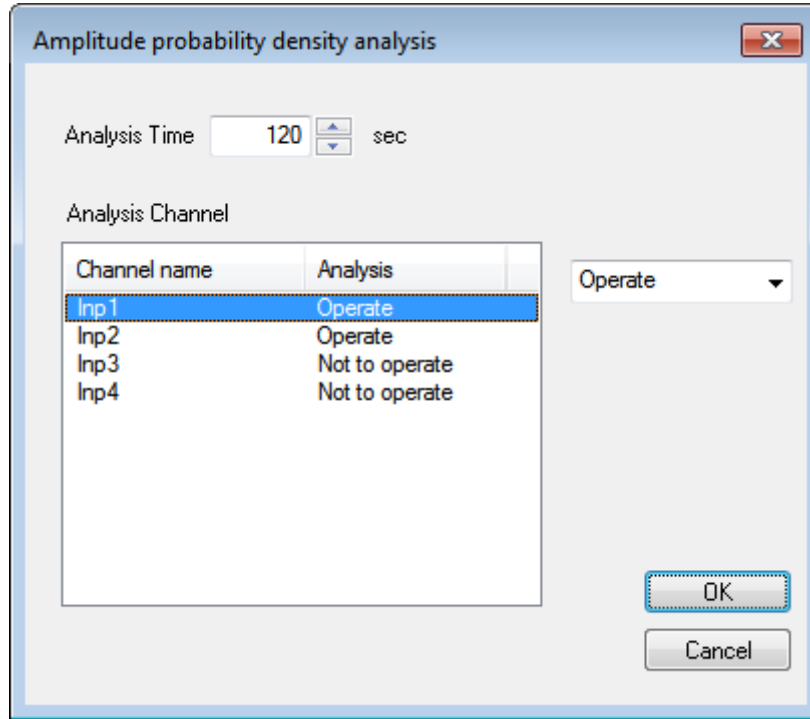 Amplitude probability density analysis
Analysis Time 120 sec
Analysis Channel
Channel name Analysis
Inp1 Operate
Inp2 Operate
Inp3 Not to operate
Inp4 Not to operate
Operate
OK
Cancel